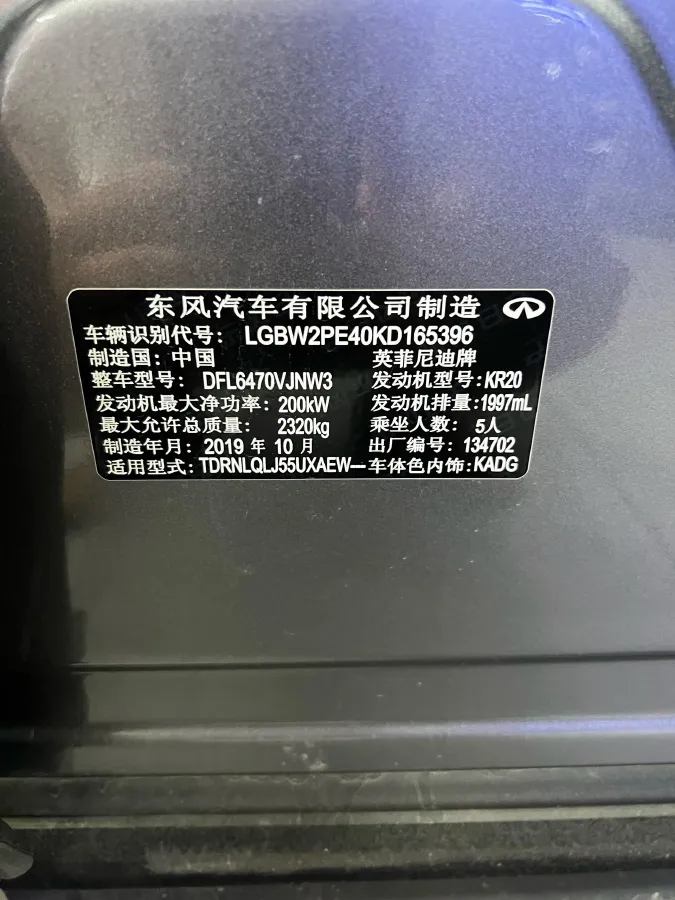 东风汽车有限公司制造
车辆识别代号: LGBW2PE40KD165396
制造国: 中国 英菲尼迪牌
整车型号: DFL6470VJNW3 发动机型号: KR20
发动机最大净功率: 200kW 发动机排量: 1997mL
最大允许总质量: 2320kg 乘坐人数: 5人
制造年月: 2019 年 10 月 出厂编号: 134702
适用型式: TDRNLQLJ55UXAEW— 车体色内饰: KADG